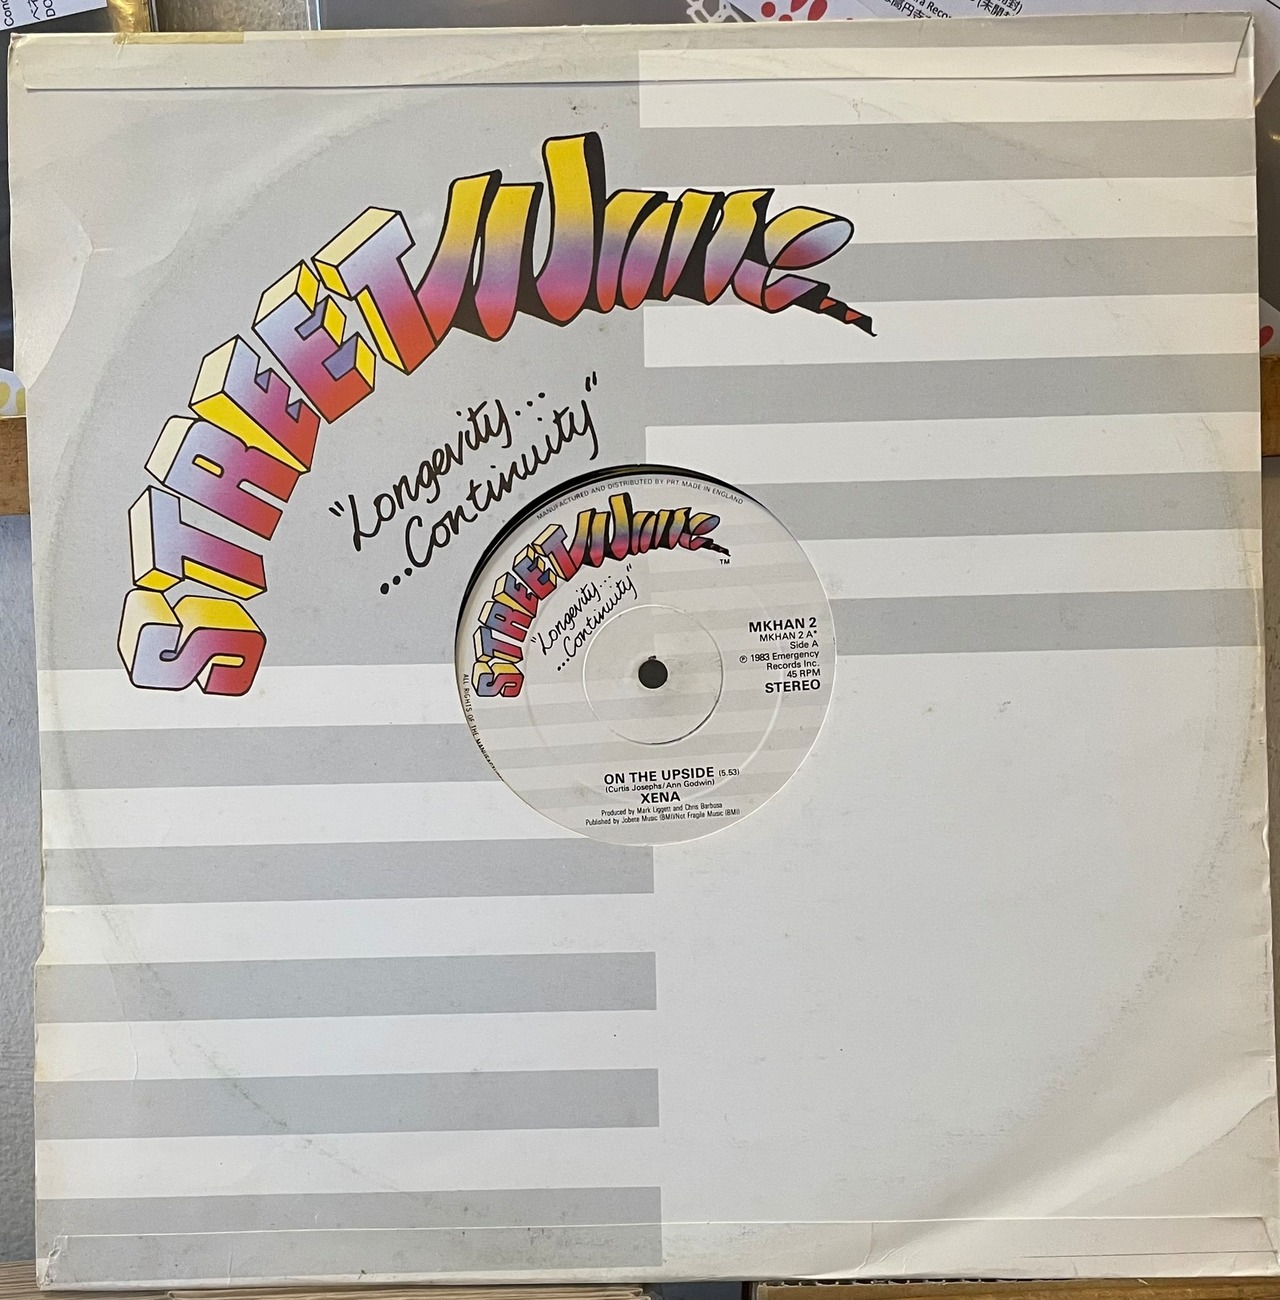 STREETWave
"Longevity...
...Continuity"
MANUFACTURED AND DISTRIBUTED BY PRT MADE IN ENGLAND
STREETWave
TM
"Longevity...
...Continuity"
MKHAN 2
MKHAN 2 A*
Side A
℗ 1983 Emergency
Records Inc.
45 RPM
STEREO
ALL RIGHTS OF THE
ON THE UPSIDE (5.53)
(Curtis Josephs/Ann Godwin)
XENA
Produced by Mark Liggett and Chris Barbosa
Published by Jobete Music (BMI)/Not Fragile Music (BMI)